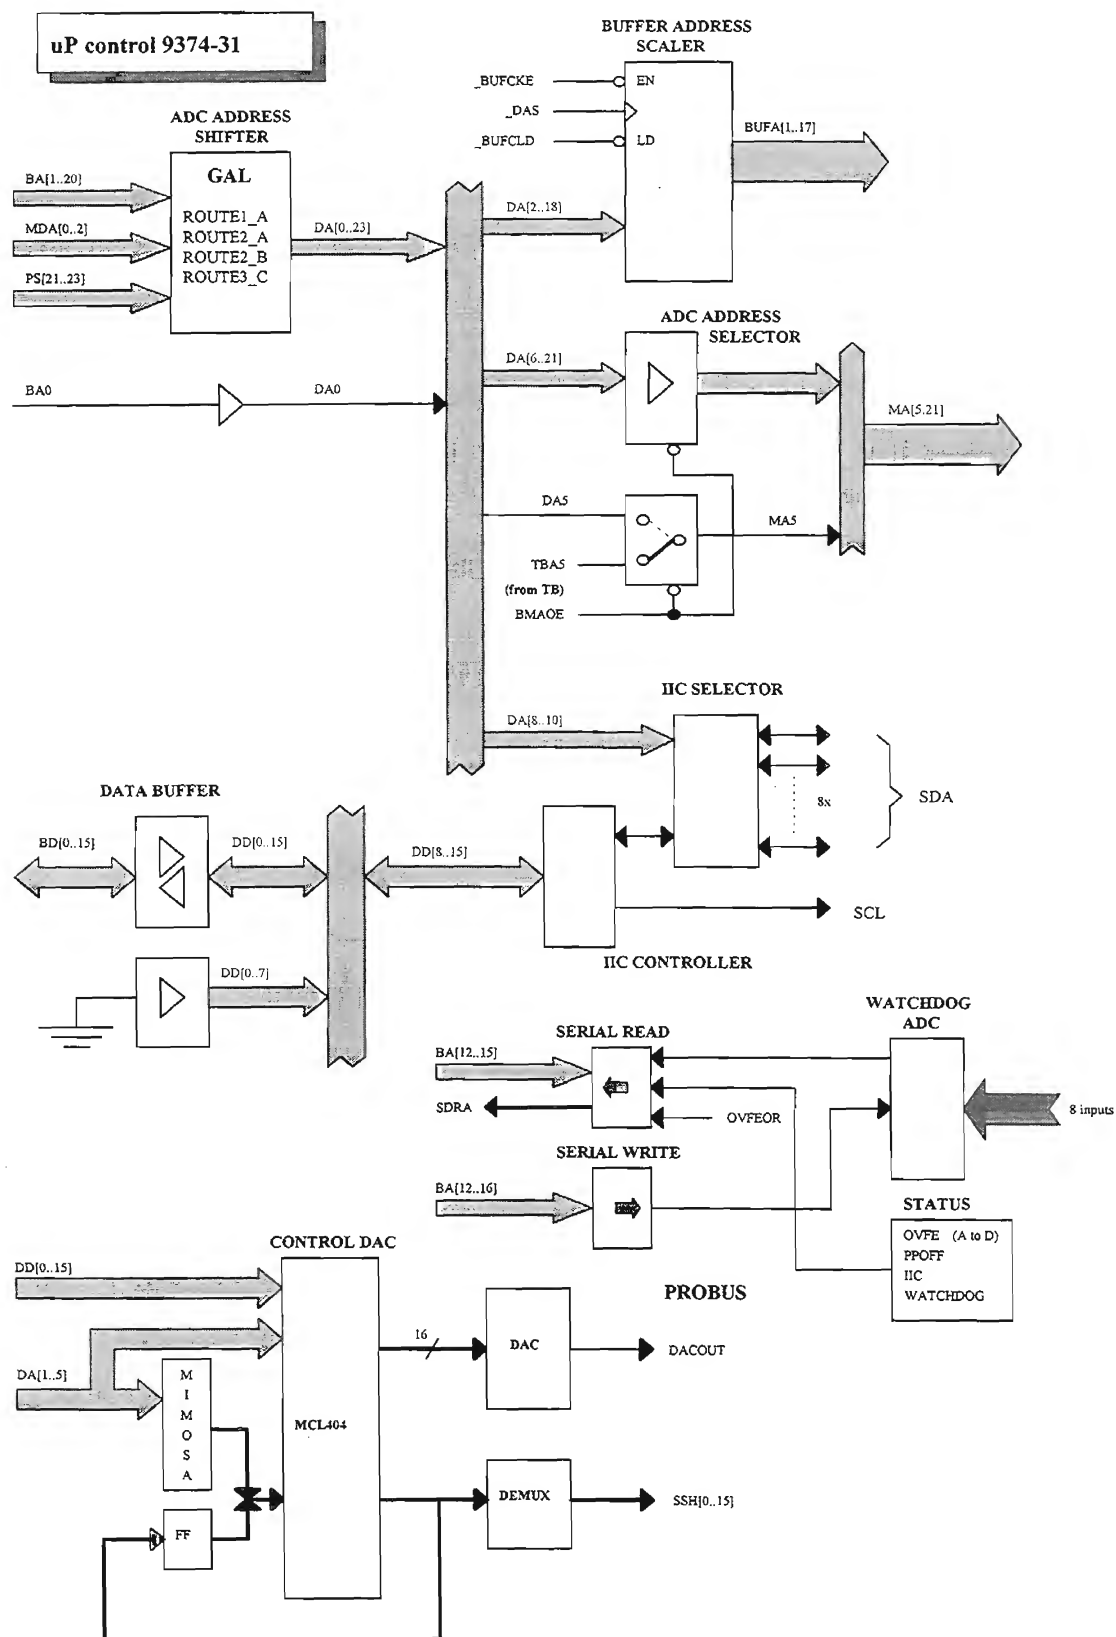 uP control 9374-31
BUFFER ADDRESS
SCALER
_BUFCKE
EN
_DAS
_BUFCLD
LD
BUFA[1..17]
ADC ADDRESS
SHIFTER
GAL
BA[1..20]
ROUTE1_A
MDA[0..2]
ROUTE2_A
ROUTE2_B
PS[21..23]
ROUTE3_C
DA[0..23]
DA[2..18]
ADC ADDRESS
SELECTOR
DA[6..21]
BA0
DA0
MA[5.21]
DA5
MA5
TBA5
(from TB)
BMAOE
IIC SELECTOR
DA[8..10]
8x
SDA
DATA BUFFER
BD[0..15]
DD[0..15]
DD[8..15]
SCL
IIC CONTROLLER
DD[0..7]
WATCHDOG
ADC
SERIAL READ
BA[12..15]
SDRA
OVFEOR
8 inputs
SERIAL WRITE
BA[12..16]
STATUS
OVFE (A to D)
PPOFF
IIC
WATCHDOG
CONTROL DAC
DD[0..15]
PROBUS
16
DAC
DACOUT
DA[1..5]
M
I
M
O
S
A
MCL404
DEMUX
SSH[0..15]
FF